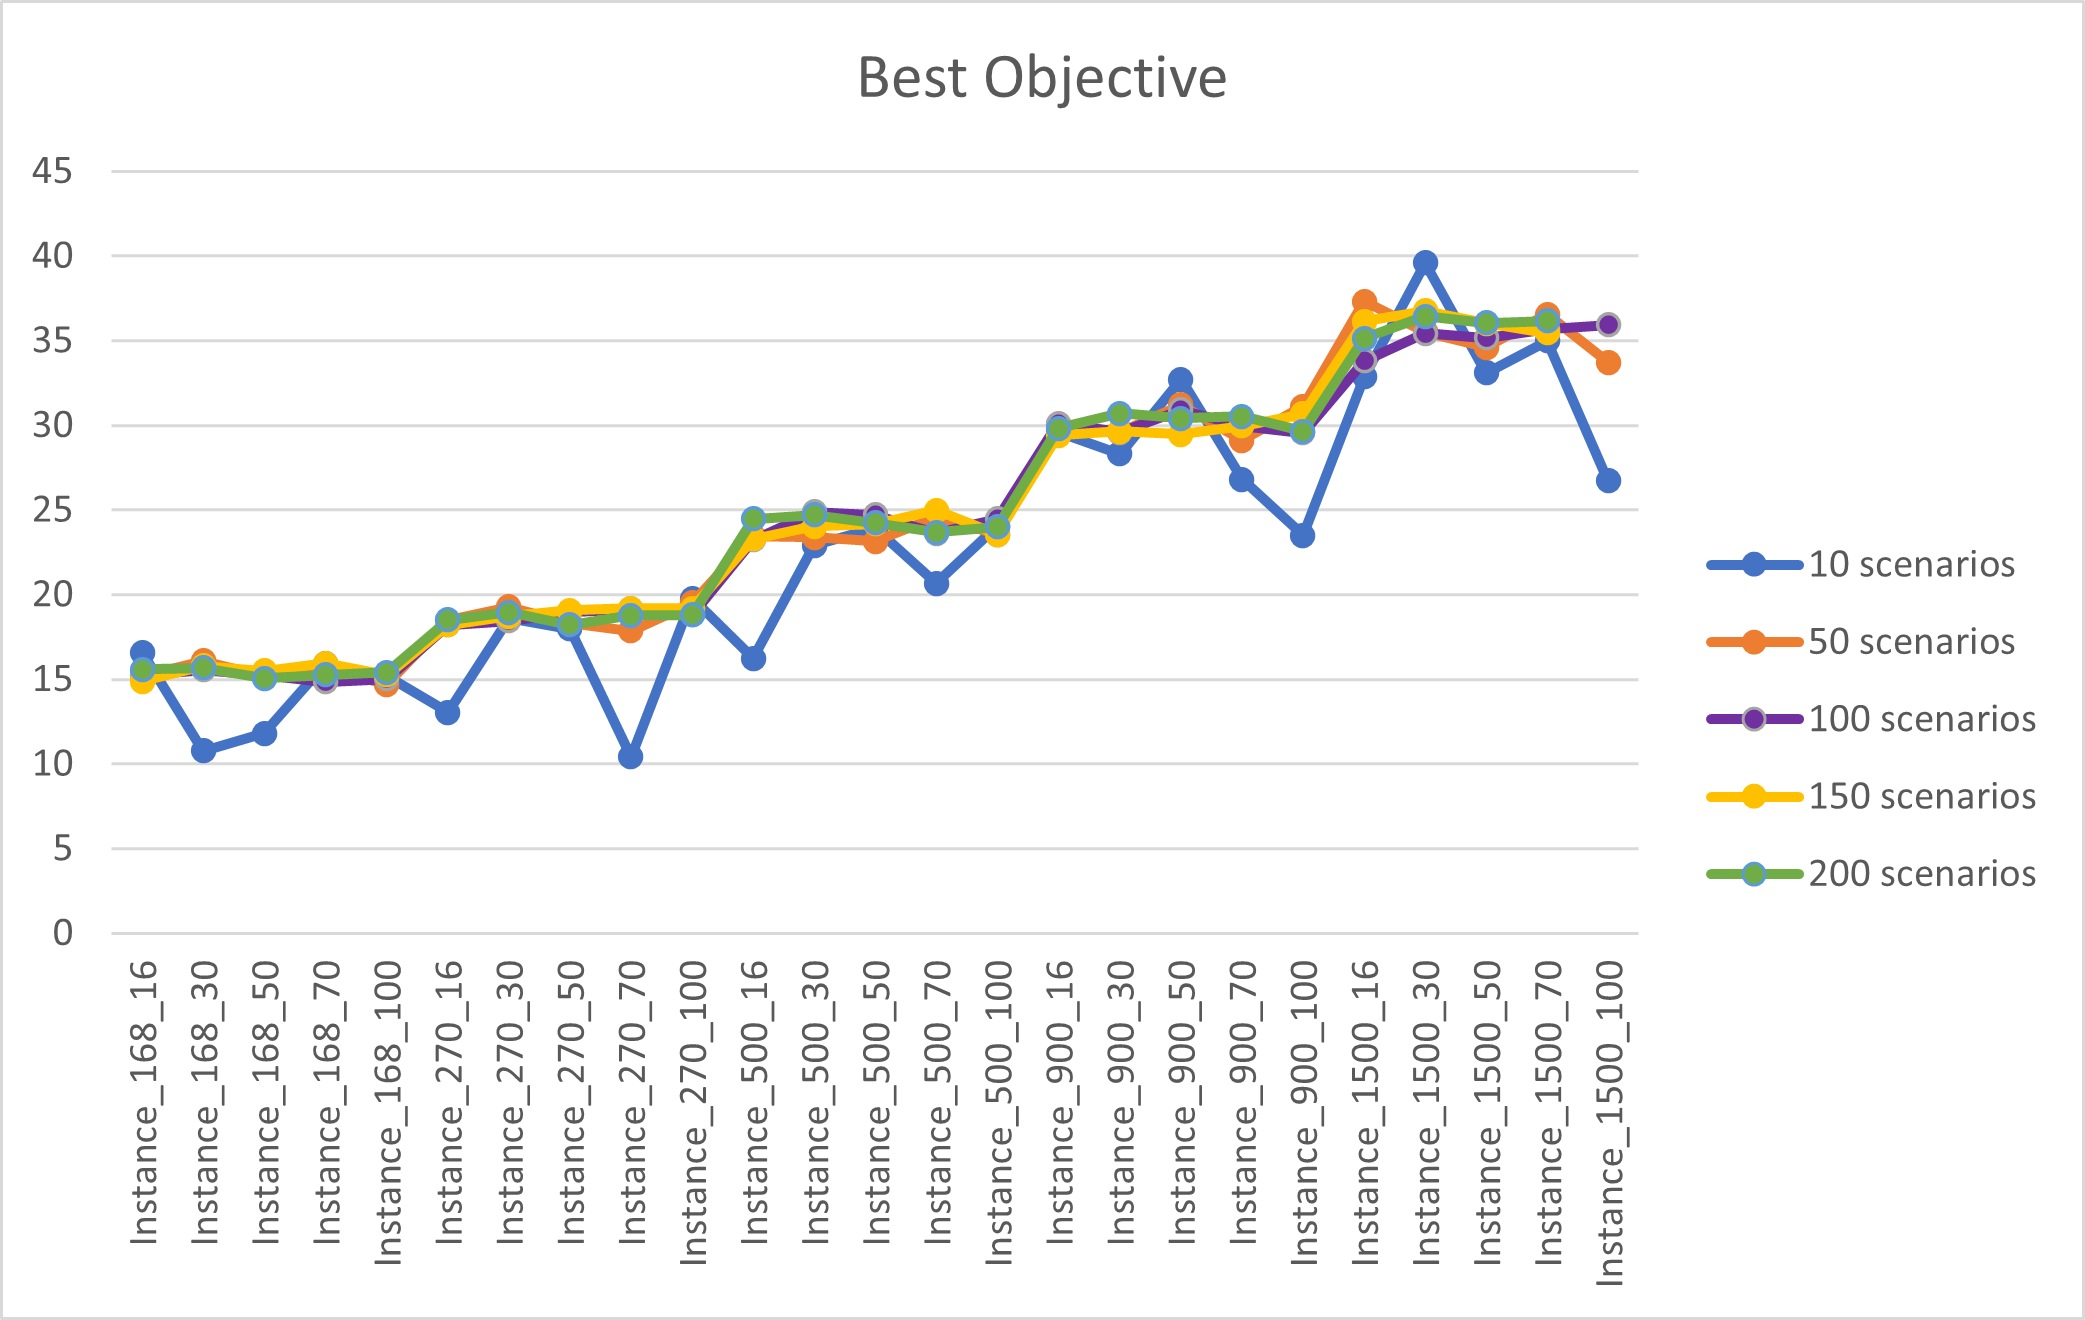 Best Objective
45
40
35
30
25
20
15
10
5
0
Instance_168_16
Instance_168_30
Instance_168_50
Instance_168_70
Instance_168_100
Instance_270_16
Instance_270_30
Instance_270_50
Instance_270_70
Instance_270_100
Instance_500_16
Instance_500_30
Instance_500_50
Instance_500_70
Instance_500_100
Instance_900_16
Instance_900_30
Instance_900_50
Instance_900_70
Instance_900_100
Instance_1500_16
Instance_1500_30
Instance_1500_50
Instance_1500_70
Instance_1500_100
10 scenarios
50 scenarios
100 scenarios
150 scenarios
200 scenarios